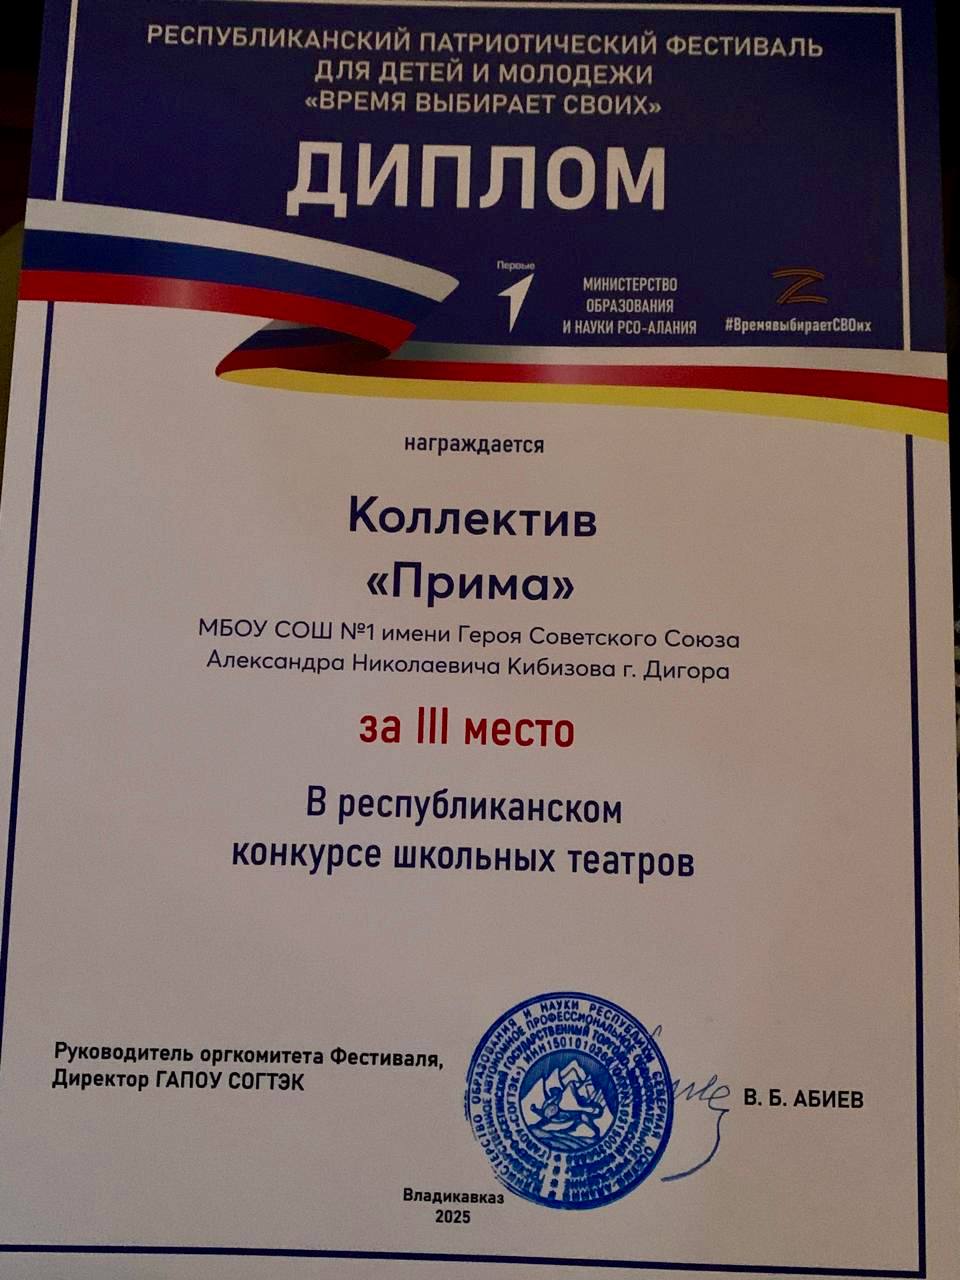 РЕСПУБЛИКАНСКИЙ ПАТРИОТИЧЕСКИЙ ФЕСТИВАЛЬ
ДЛЯ ДЕТЕЙ И МОЛОДЕЖИ
«ВРЕМЯ ВЫБИРАЕТ СВОИХ»
ДИПЛОМ
Первые
МИНИСТЕРСТВО
ОБРАЗОВАНИЯ
И НАУКИ РСО-АЛАНИЯ
#ВремявыбираетСВОих
награждается
Коллектив
«Прима»
МБОУ СОШ №1 имени Героя Советского Союза
Александра Николаевича Кибизова г. Дигора
за III место
В республиканском
конкурсе школьных театров
Руководитель оргкомитета Фестиваля,
Директор ГАПОУ СОГТЭК
В. Б. АБИЕВ
Владикавказ
2025